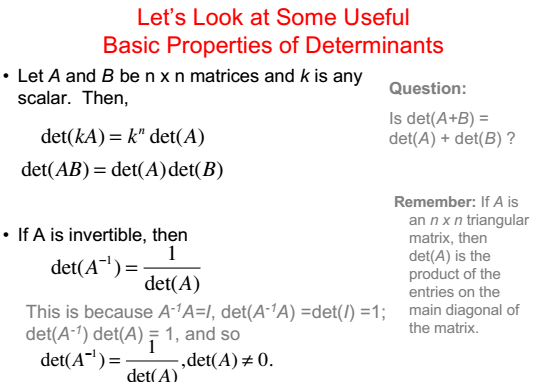 Let's Look at Some Useful
Basic Properties of Determinants
• Let A and B be n x n matrices and k is any
scalar. Then,
det(kA) = kⁿ det(A)
det(AB) = det(A)det(B)
Question:
Is det(A+B) =
det(A) + det(B) ?
• If A is invertible, then
det(A⁻¹) = 1/det(A)
This is because A⁻¹A=I, det(A⁻¹A) =det(I) =1;
det(A⁻¹) det(A) = 1, and so
det(A⁻¹) = 1/det(A), det(A) ≠ 0.
Remember: If A is
an n x n triangular
matrix, then
det(A) is the
product of the
entries on the
main diagonal of
the matrix.